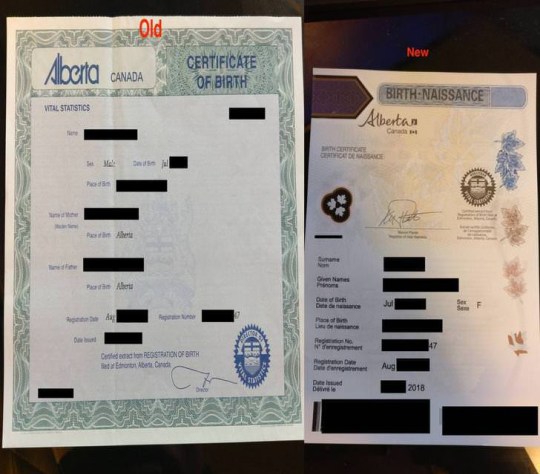 Old
Alberta CANADA
CERTIFICATE
OF BIRTH
VITAL STATISTICS
Name
Sex Male Date of Birth Jul
Place of Birth
Name of Mother
(Maiden Name)
Place of Birth Alberta
Name of Father
Place of Birth Alberta
Registration Date Aug Registration Number 47
Date Issued
Certified extract from REGISTRATION OF BIRTH
filed at Edmonton, Alberta, Canada.
Director
New
BIRTH-NAISSANCE
Alberta
Canada
BIRTH CERTIFICATE
CERTIFICAT DE NAISSANCE
Surname
Nom
Given Names
Prénoms
Date of Birth
Date de naissance
Jul
Sex
Sexe
F
Place of Birth
Lieu de naissance
Registration No.
N° d'enregistrement
47
Registration Date
Date d'enregistrement
Aug
Date Issued
Délivré le
2018